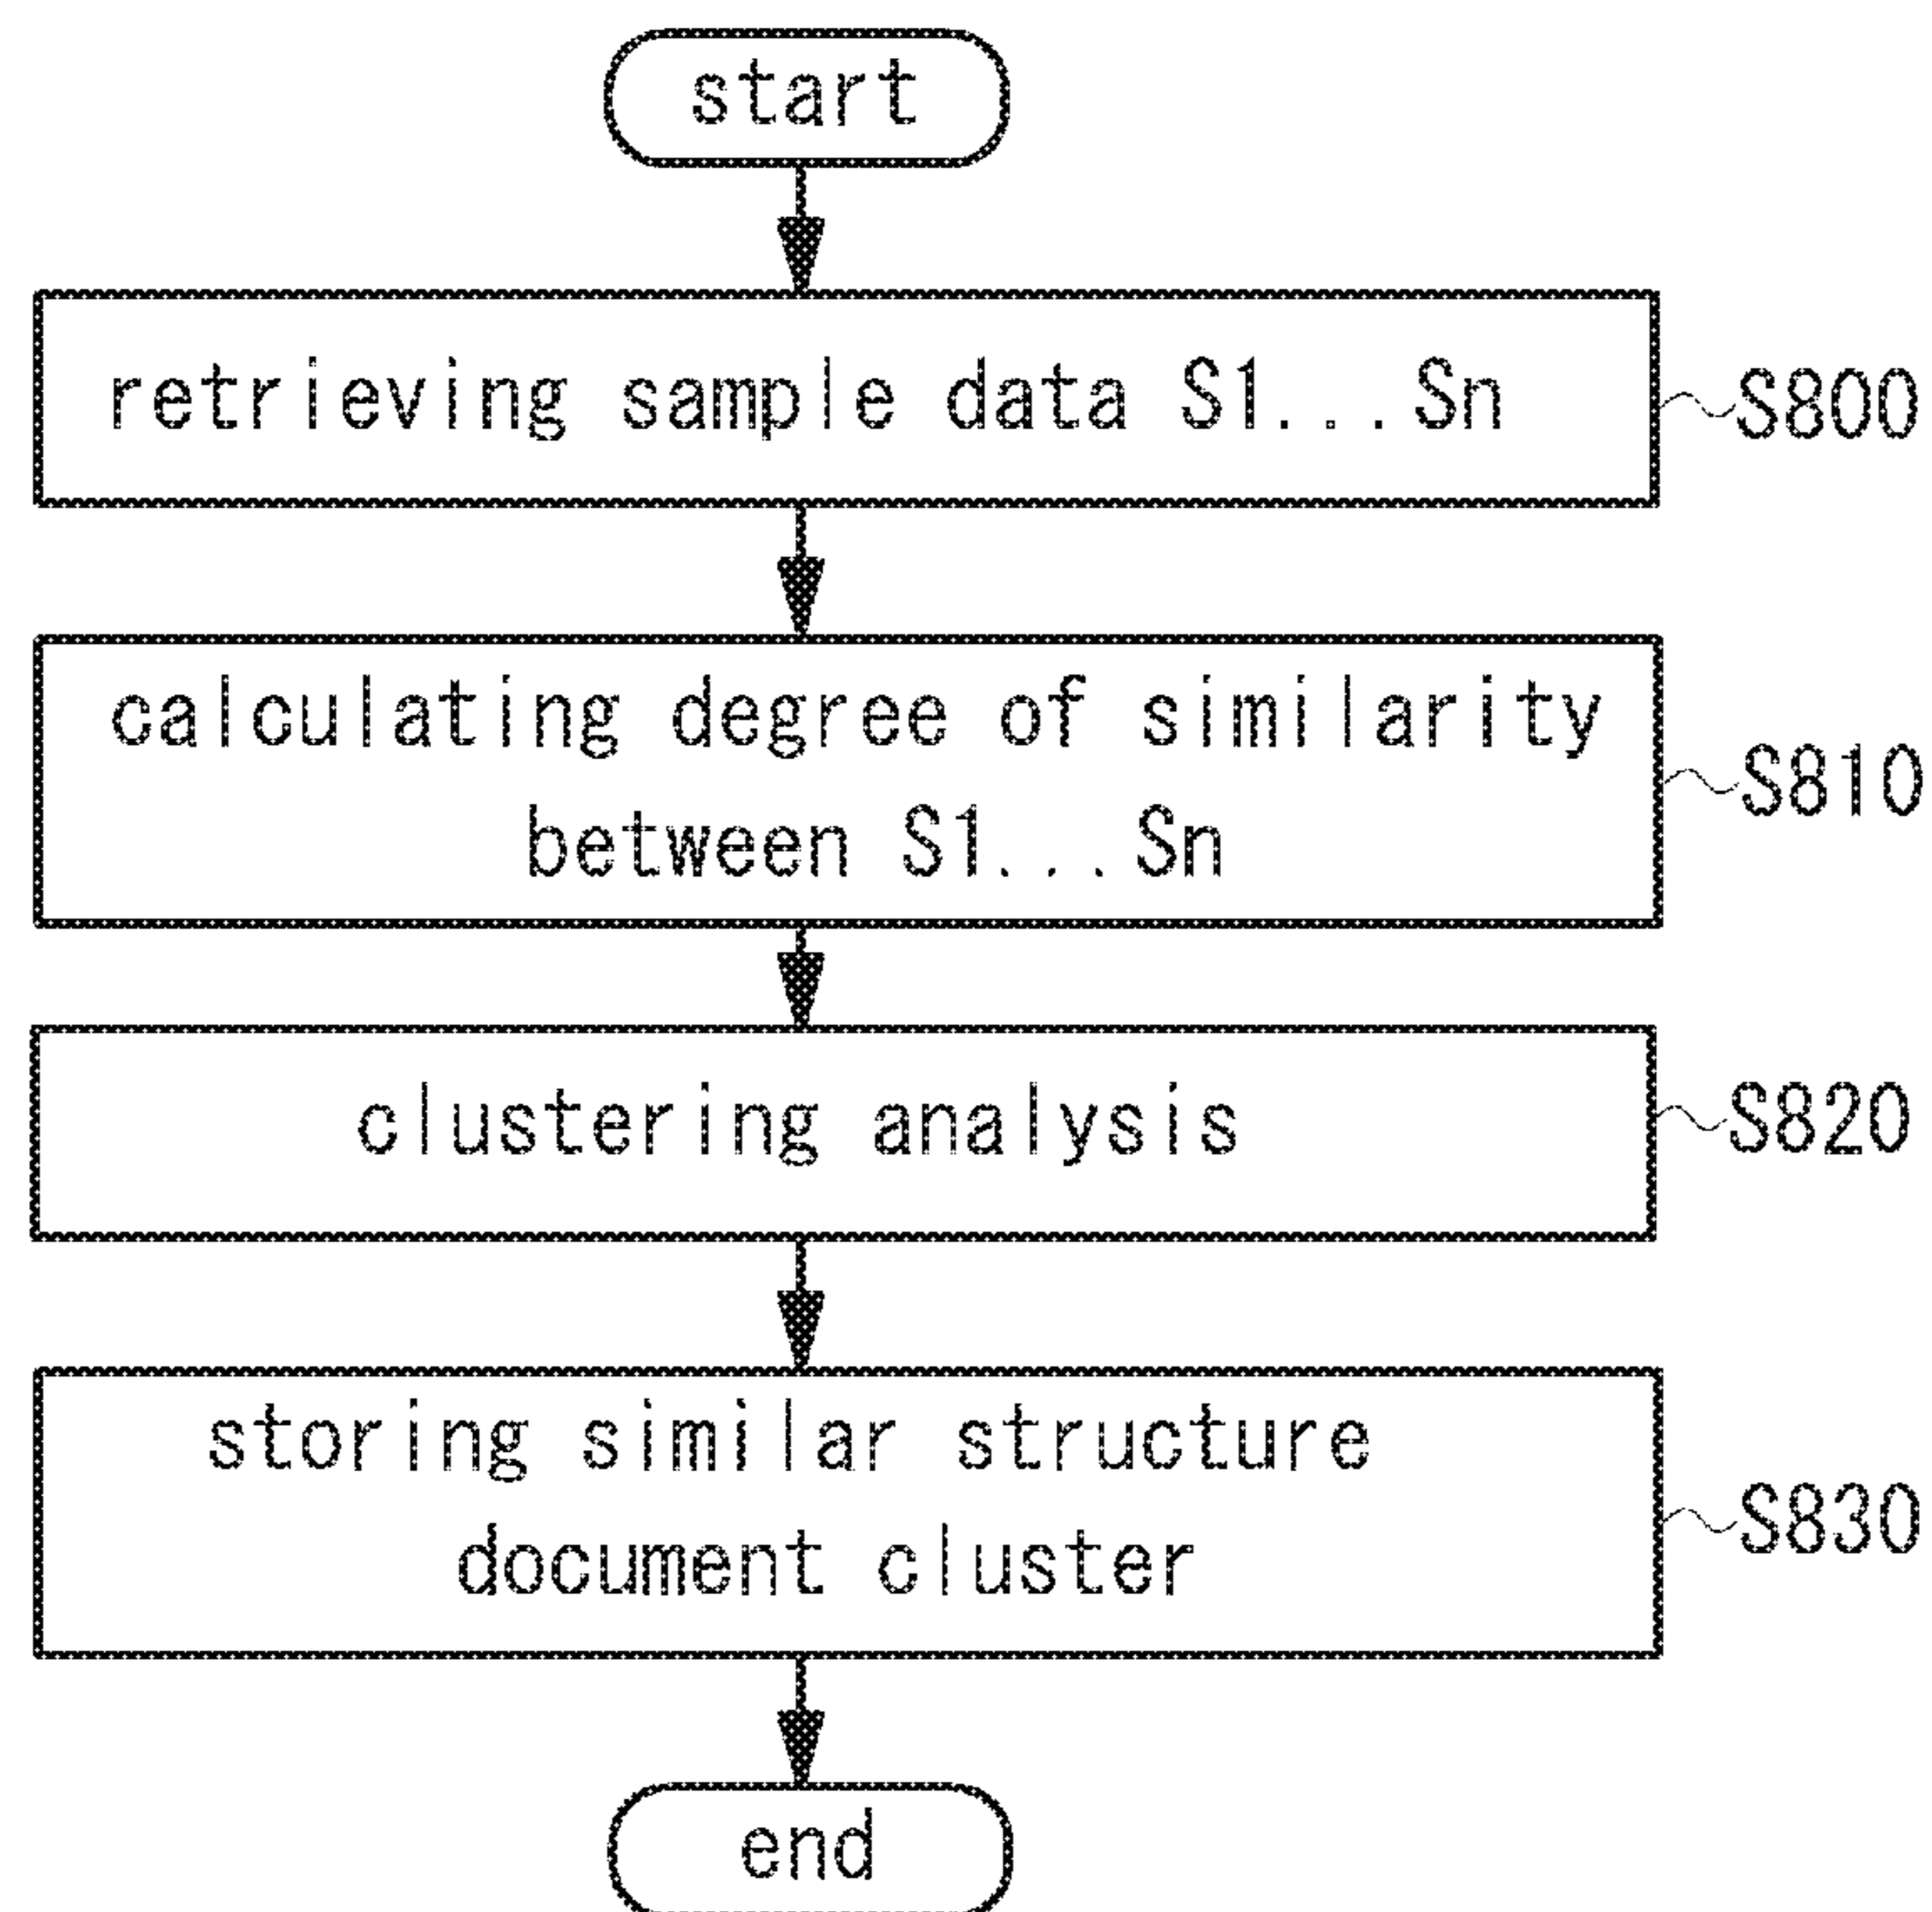 start
retrieving sample data S1...Sn
S800
calculating degree of similarity
between S1...Sn
S810
clustering analysis
S820
storing similar structure
document cluster
S830
end